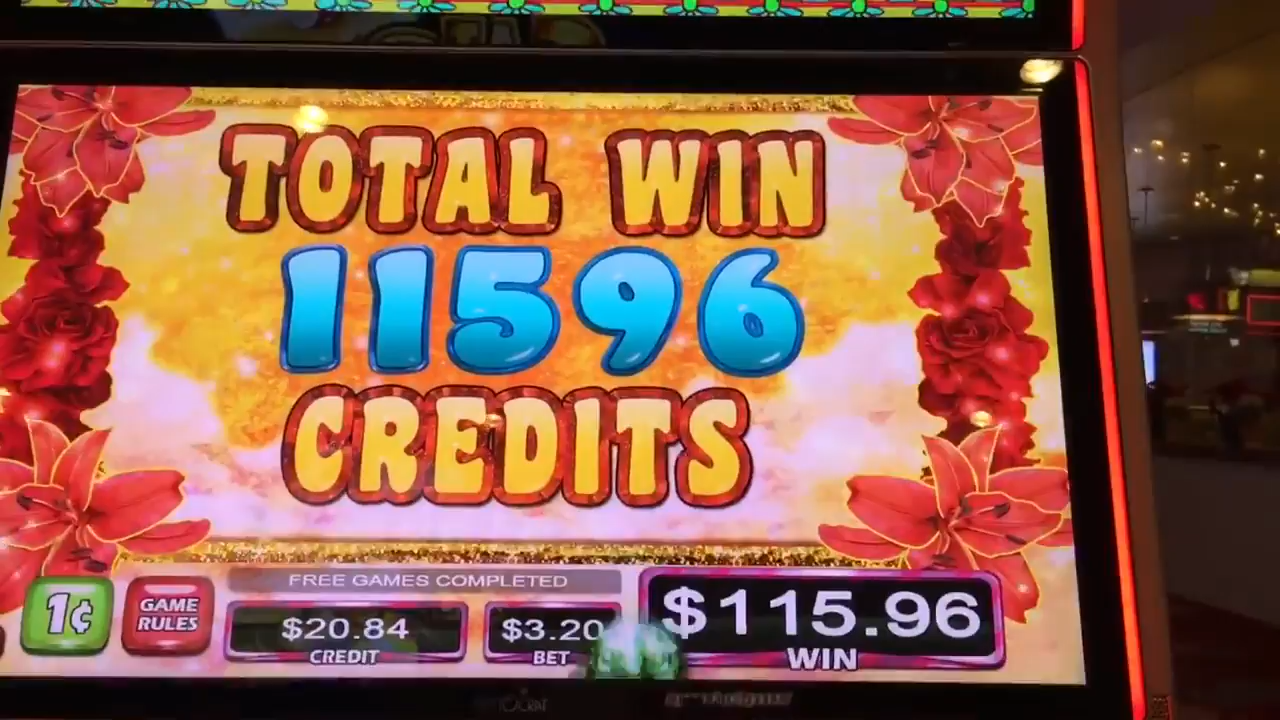 TOTAL WIN
11596
CREDITS
FREE GAMES COMPLETED
1¢
GAME RULES
$20.84
CREDIT
$3.20
BET
$115.96
WIN